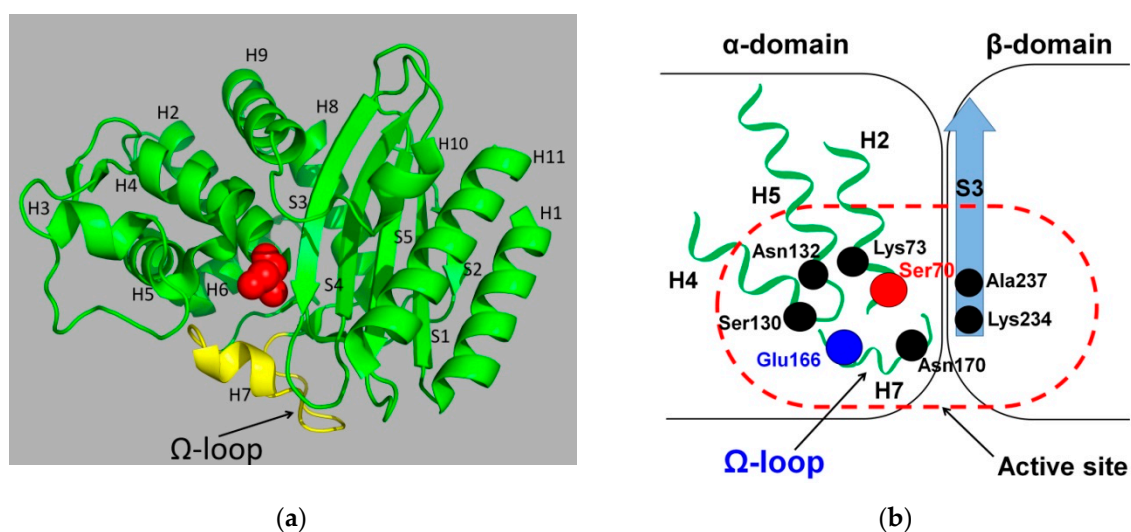 H9
H2
H8
H4
H10
H11
H3
S3
H1
S5
H5
H6
S4
S2
S1
H7
Ω-loop
(a)
α-domain
β-domain
H2
H5
S3
Asn132
Lys73
Ser70
H4
Ala237
Ser130
Lys234
Glu166
Asn170
H7
Ω-loop
Active site
(b)